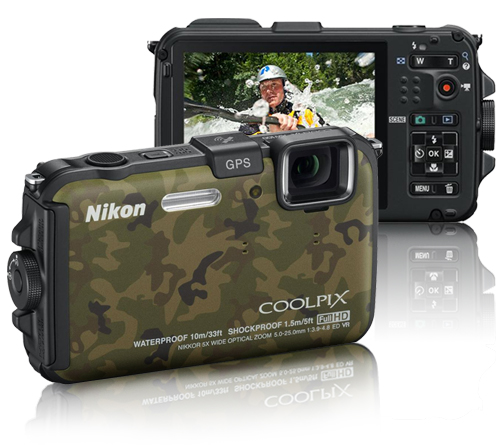 W T
SCENE
OK
MENU
GPS
Nikon
COOLPIX
WATERPROOF 10m/33ft SHOCKPROOF 1.5m/5ft Full HD
NIKKOR 5X WIDE OPTICAL ZOOM 5.0-25.0mm 1:3.9-4.8 ED VR